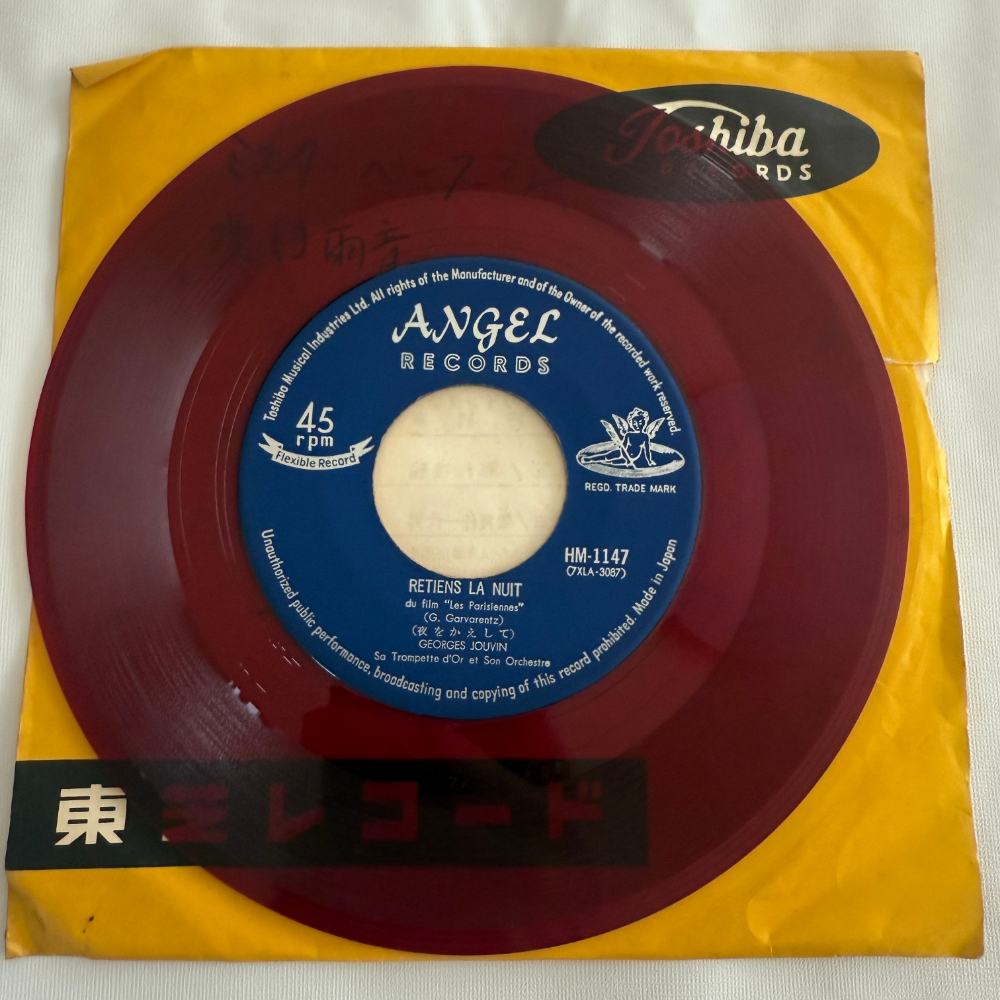 Toshiba
RECORDS
雨音
Toshiba Musical Industries Ltd. All rights of the Manufacturer and of the Owner of the recorded work reserved.
ANGEL
RECORDS
45
rpm
Flexible Record
REGD. TRADE MARK
HM-1147
(7XLA-3087)
RETIENS LA NUIT
du film "Les Parisiennes"
(G. Garvarentz)
(夜をかえして)
GEORGES JOUVIN
Sa Trompette d'Or et Son Orchestre
Unauthorized public performance, broadcasting and copying of this record prohibited. Made in Japan
東芝レコード